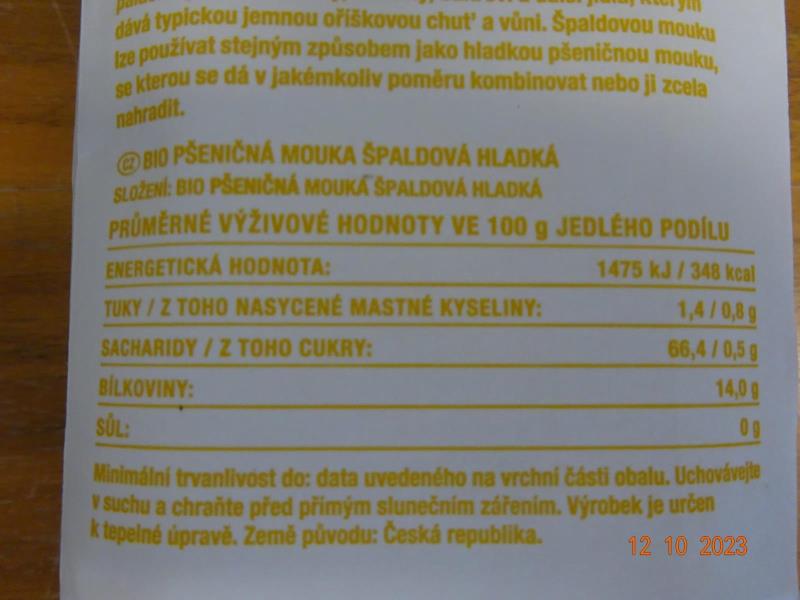 jemnou oříškovou chuť a vůni. Špaldovou mouku
lze používat stejným způsobem jako hladkou pšeničnou mouku,
se kterou se dá v jakémkoliv poměru kombinovat nebo ji zcela
nahradit.
CZ BIO PŠENIČNÁ MOUKA ŠPALDOVÁ HLADKÁ
SLOŽENÍ: BIO PŠENIČNÁ MOUKA ŠPALDOVÁ HLADKÁ
PRŮMĚRNÉ VÝŽIVOVÉ HODNOTY VE 100 g JEDLÉHO PODÍLU
ENERGETICKÁ HODNOTA: 1475 kJ / 348 kcal
TUKY / Z TOHO NASYCENÉ MASTNÉ KYSELINY: 1,4 / 0,8 g
SACHARIDY / Z TOHO CUKRY: 66,4 / 0,5 g
BÍLKOVINY: 14,0 g
SŮL: 0 g
Minimální trvanlivost do: data uvedeného na vrchní části obalu. Uchovávejte
v suchu a chraňte před přímým slunečním zářením. Výrobek je určen
k tepelné úpravě. Země původu: Česká republika.
12 10 2023